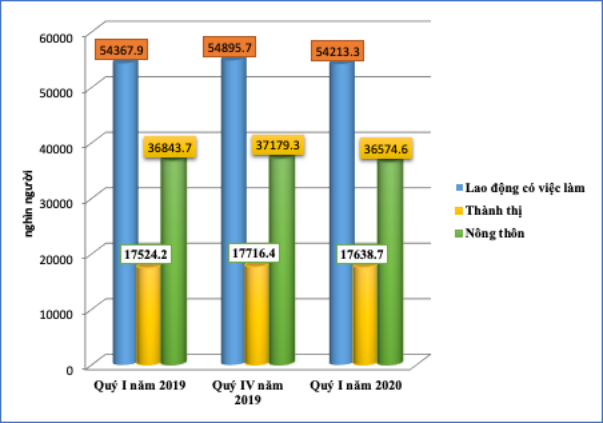 60000
50000
40000
30000
20000
10000
0
nghìn người
54367.9
54895.7
54213.3
36843.7
37179.3
36574.6
17524.2
17716.4
17638.7
Quý I năm 2019
Quý IV năm
2019
Quý I năm 2020
Lao động có việc làm
Thành thị
Nông thôn